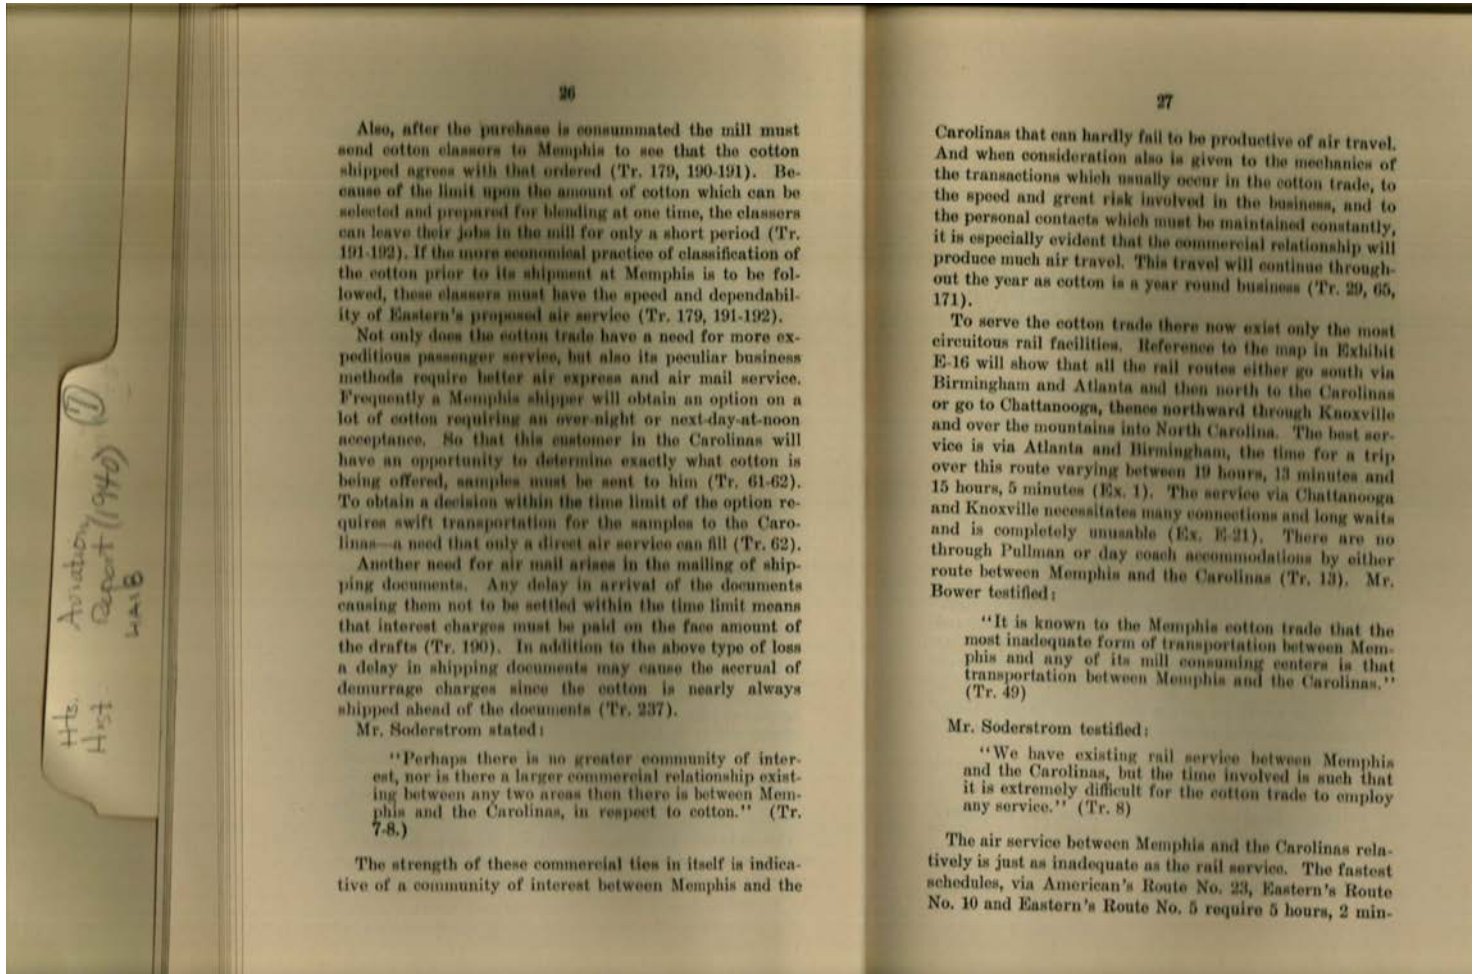 Hts. Aviation (7)
Hist. Report (1940)
26
Also, after the purchase is consummated the mill must
send cotton classers to Memphis to see that the cotton
shipped agrees with that ordered (Tr. 179, 190-191). Be-
cause of the limit upon the amount of cotton which can be
selected and prepared for blending at one time, the classers
can leave their jobs in the mill for only a short period (Tr.
191-192). If the more economical practice of classification of
the cotton prior to its shipment at Memphis is to be fol-
lowed, these classers must have the speed and dependabil-
ity of Eastern's proposed air service (Tr. 179, 191-192).
Not only does the cotton trade have a need for more ex-
peditious passenger service, but also its peculiar business
methods require better air express and air mail service.
Frequently a Memphis shipper will obtain an option on a
lot of cotton requiring an over-night or next-day-at-noon
acceptance. So that this customer in the Carolinas will
have an opportunity to determine exactly what cotton is
being offered, samples must be sent to him (Tr. 61-62).
To obtain a decision within the time limit of the option re-
quires swift transportation for the samples to the Caro-
linas—a need that only a direct air service can fill (Tr. 62).
Another need for air mail arises in the mailing of ship-
ping documents. Any delay in arrival of the documents
causing them not to be settled within the time limit means
that interest charges must be paid on the face amount of
the drafts (Tr. 190). In addition to the above type of loss
a delay in shipping documents may cause the accrual of
demurrage charges since the cotton is nearly always
shipped ahead of the documents (Tr. 237).
Mr. Soderstrom stated:
"Perhaps there is no greater community of inter-
est, nor is there a larger commercial relationship exist-
ing between any two areas then there is between Mem-
phis and the Carolinas, in respect to cotton." (Tr.
7-8.)
The strength of these commercial ties in itself is indica-
tive of a community of interest between Memphis and the
27
Carolinas that can hardly fail to be productive of air travel.
And when consideration also is given to the mechanics of
the transactions which usually occur in the cotton trade, to
the speed and great risk involved in the business, and to
the personal contacts which must be maintained constantly,
it is especially evident that the commercial relationship will
produce much air travel. This travel will continue through-
out the year as cotton is a year round business (Tr. 29, 65,
171).
To serve the cotton trade there now exist only the most
circuitous rail facilities. Reference to the map in Exhibit
E-16 will show that all the rail routes either go south via
Birmingham and Atlanta and then north to the Carolinas
or go to Chattanooga, thence northward through Knoxville
and over the mountains into North Carolina. The best ser-
vice is via Atlanta and Birmingham, the time for a trip
over this route varying between 19 hours, 13 minutes and
15 hours, 5 minutes (Ex. 1). The service via Chattanooga
and Knoxville necessitates many connections and long waits
and is completely unusable (Ex. E-21). There are no
through Pullman or day coach accommodations by either
route between Memphis and the Carolinas (Tr. 13). Mr.
Bower testified:
"It is known to the Memphis cotton trade that the
most inadequate form of transportation between Mem-
phis and any of its mill consuming centers is that
transportation between Memphis and the Carolinas."
(Tr. 49)
Mr. Soderstrom testified:
"We have existing rail service between Memphis
and the Carolinas, but the time involved is such that
it is extremely difficult for the cotton trade to employ
any service." (Tr. 8)
The air service between Memphis and the Carolinas rela-
tively is just as inadequate as the rail service. The fastest
schedules, via American's Route No. 23, Eastern's Route
No. 10 and Eastern's Route No. 5 require 5 hours, 2 min-